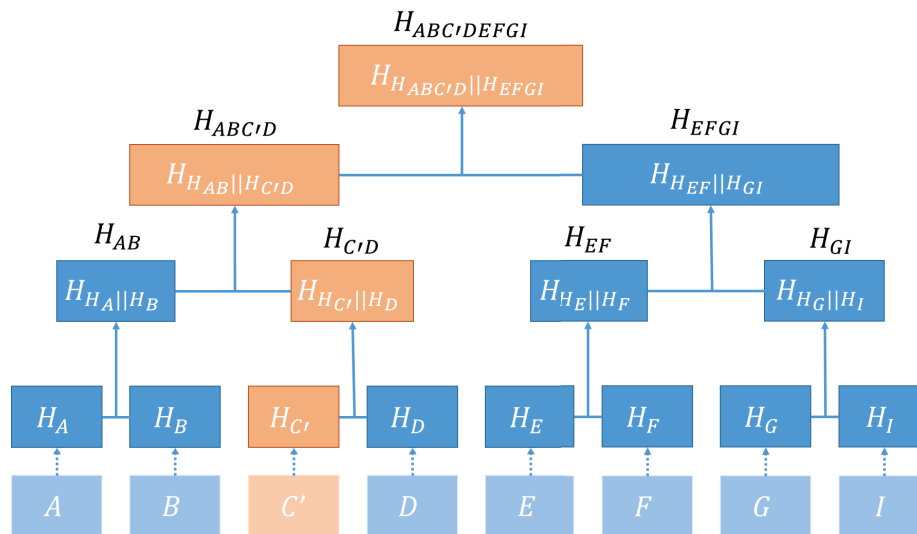 H_{ABC′DEFGI}
H_{H_{ABC′D}||H_{EFGI}}
H_{ABC′D} H_{EFGI}
H_{H_{AB}||H_{C′D}} H_{H_{EF}||H_{GI}}
H_{AB} H_{C′D} H_{EF} H_{GI}
H_{H_A||H_B} H_{H_{C′}||H_D} H_{H_E||H_F} H_{H_G||H_I}
H_A H_B H_{C′} H_D H_E H_F H_G H_I
A B C′ D E F G I